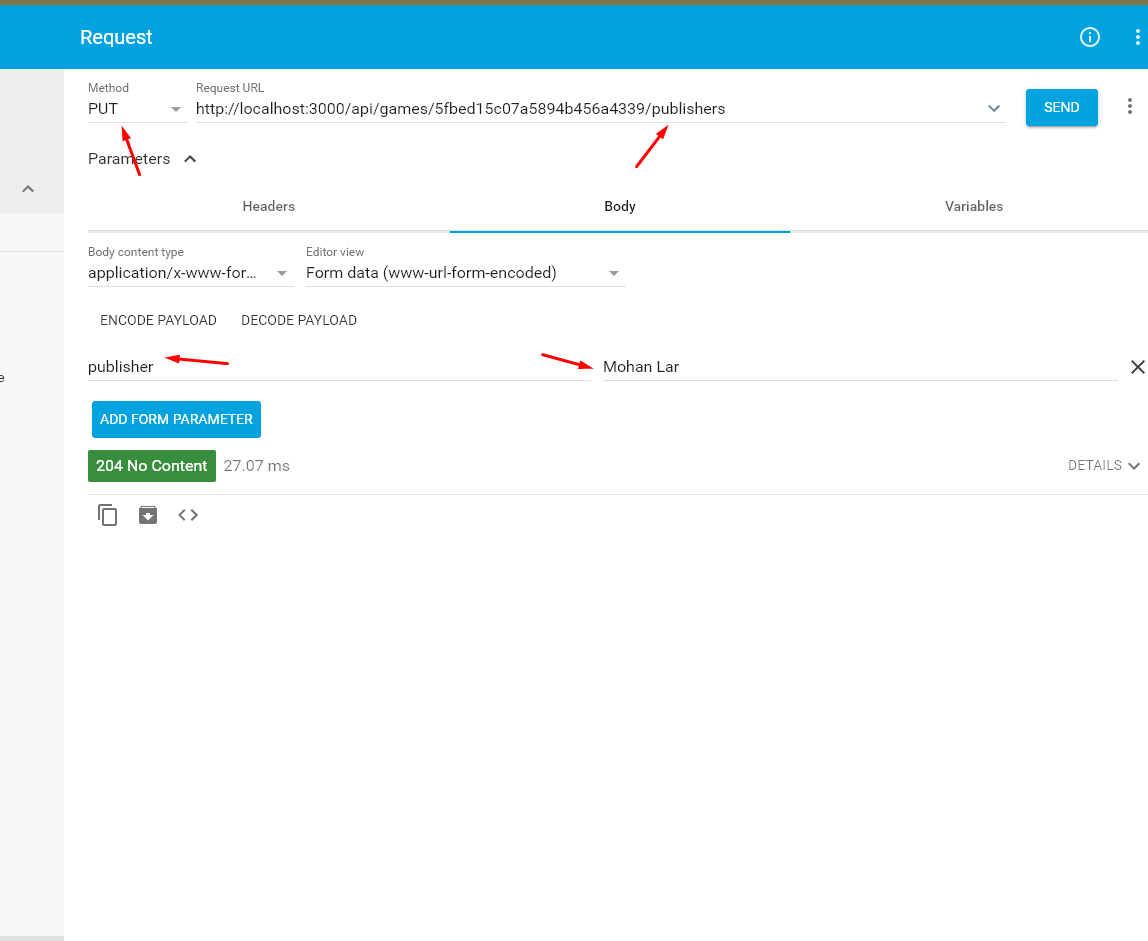 Request
Method
Request URL
PUT
http://localhost:3000/api/games/5fbed15c07a5894b456a4339/publishers
SEND
Parameters
Headers
Body
Variables
Body content type
Editor view
application/x-www-for...
Form data (www-url-form-encoded)
ENCODE PAYLOAD
DECODE PAYLOAD
publisher
Mohan Lar
e
ADD FORM PARAMETER
204 No Content
27.07 ms
DETAILS